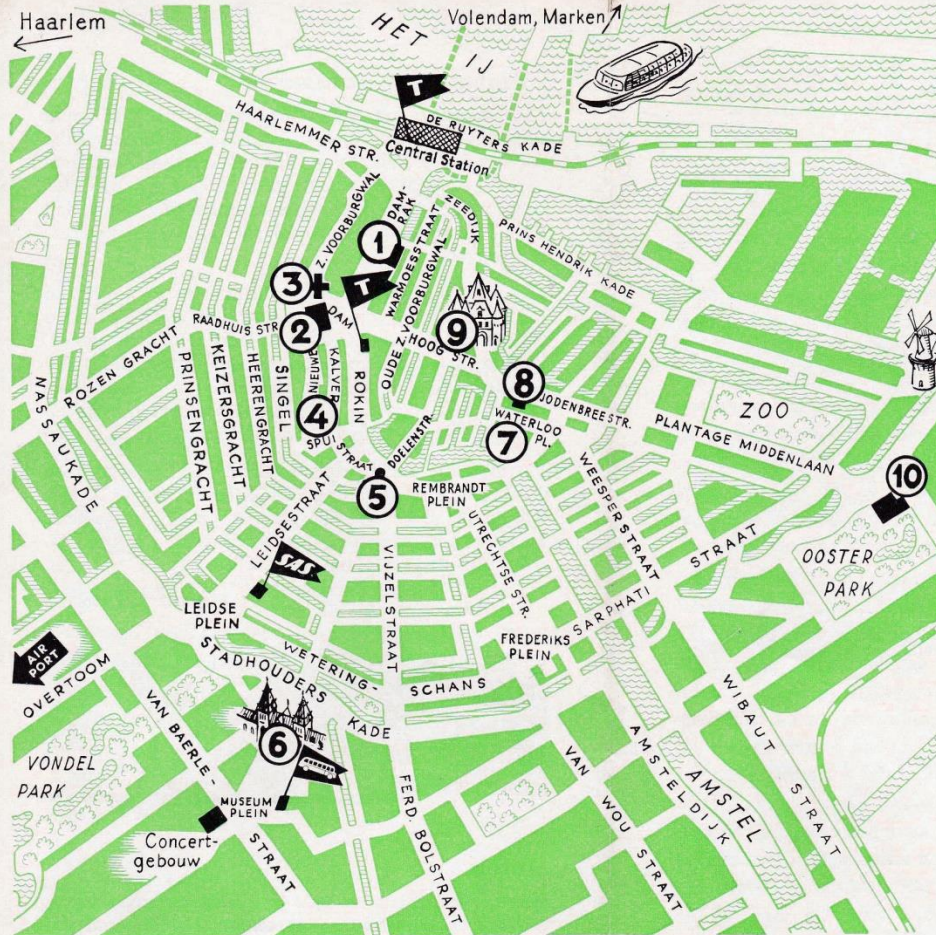 Haarlem
Volendam, Marken
HET
IJ
T
DE RUYTERS KADE
Central Station
HAARLEMMER STR.
Z. VOORBURGWAL
DAM-
RAK
ZEEDIJK
PRINS HENDRIK KADE
1
WARMOESSTRAAT
OUDE Z. VOORBURGWAL
3
T
2
DAM
9
HOOG STR.
RAADHUIS STR.
ROZEN GRACHT
NASSAUKADE
PRINSENGRACHT
KEIZERSGRACHT
HEERENGRACHT
SINGEL
NIEUWE
KALVER
ROKIN
4
SPUI
STRAAT
DOELENSTR.
8
JODENBREESTR.
WATERLOO
PL.
7
ZOO
PLANTAGE MIDDENLAAN
10
5
REMBRANDT
PLEIN
UTRECHTSE STR.
WEESPERSTRAAT
SARPHATI STRAAT
OOSTER
PARK
LEIDSESTRAAT
SAS
VIJZELSTRAAT
LEIDSE
PLEIN
FREDERIKS
PLEIN
WETERING-
SCHANS
STADHOUDERS
KADE
AIR
PORT
OVERTOOM
VAN BAERLE-
STRAAT
VONDEL
PARK
6
MUSEUM
PLEIN
Concert-
gebouw
FERD. BOLSTRAAT
VAN WOU STRAAT
AMSTELDIJK
AMSTEL
WIBAUT STRAAT